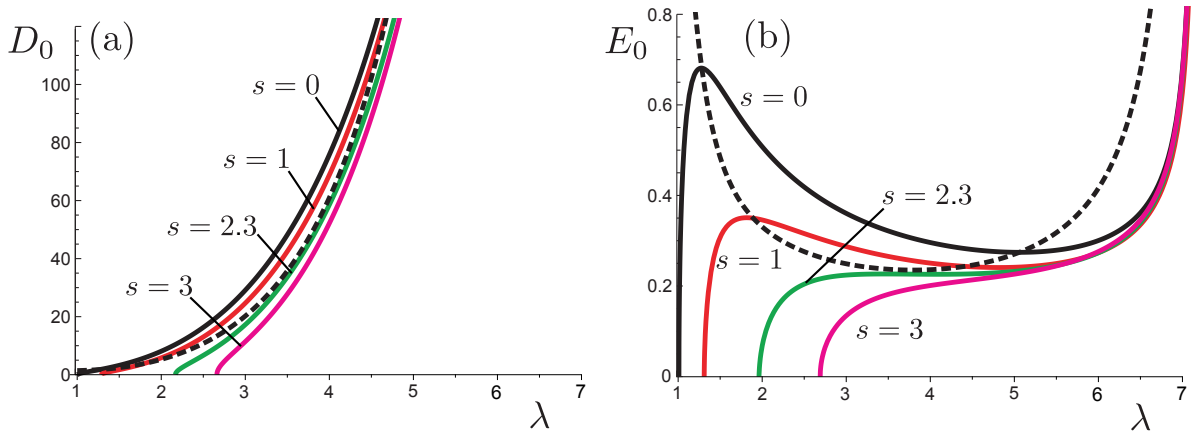 D₀ (a)
100
80
60
40
20
0
1 2 3 4 5 6 7
λ
s = 0
s = 1
s = 2.3
s = 3
E₀ (b)
0.8
0.6
0.4
0.2
0
1 2 3 4 5 6 7
λ
s = 0
s = 2.3
s = 1
s = 3